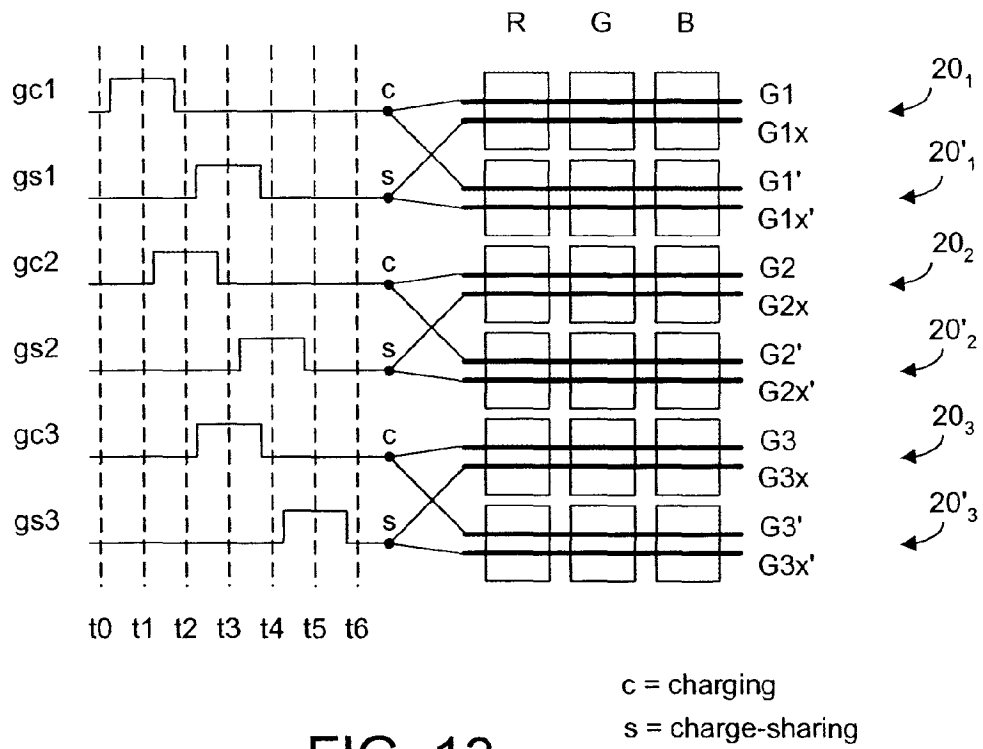 R G B
gc1 c G1 20₁
G1x
gs1 s G1' 20'₁
G1x'
gc2 c G2 20₂
G2x
gs2 s G2' 20'₂
G2x'
gc3 c G3 20₃
G3x
gs3 s G3' 20'₃
G3x'
t0 t1 t2 t3 t4 t5 t6
c = charging
s = charge-sharing